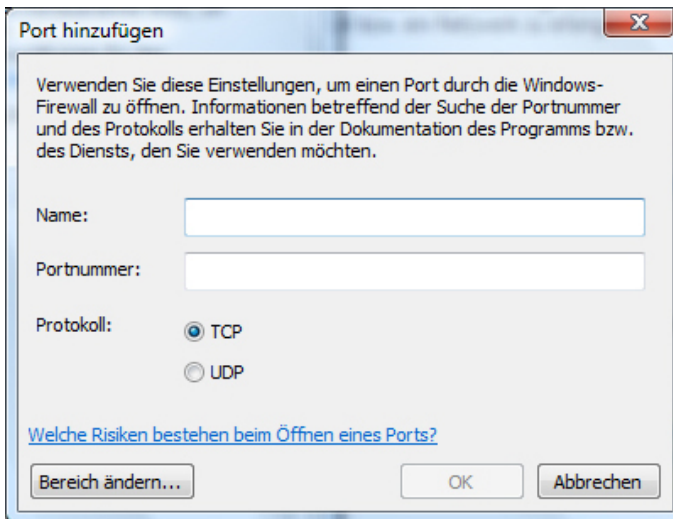 Port hinzufügen
Verwenden Sie diese Einstellungen, um einen Port durch die Windows-
Firewall zu öffnen. Informationen betreffend der Suche der Portnummer
und des Protokolls erhalten Sie in der Dokumentation des Programms bzw.
des Diensts, den Sie verwenden möchten.
Name:
Portnummer:
Protokoll:
TCP
UDP
Welche Risiken bestehen beim Öffnen eines Ports?
Bereich ändern...
OK
Abbrechen